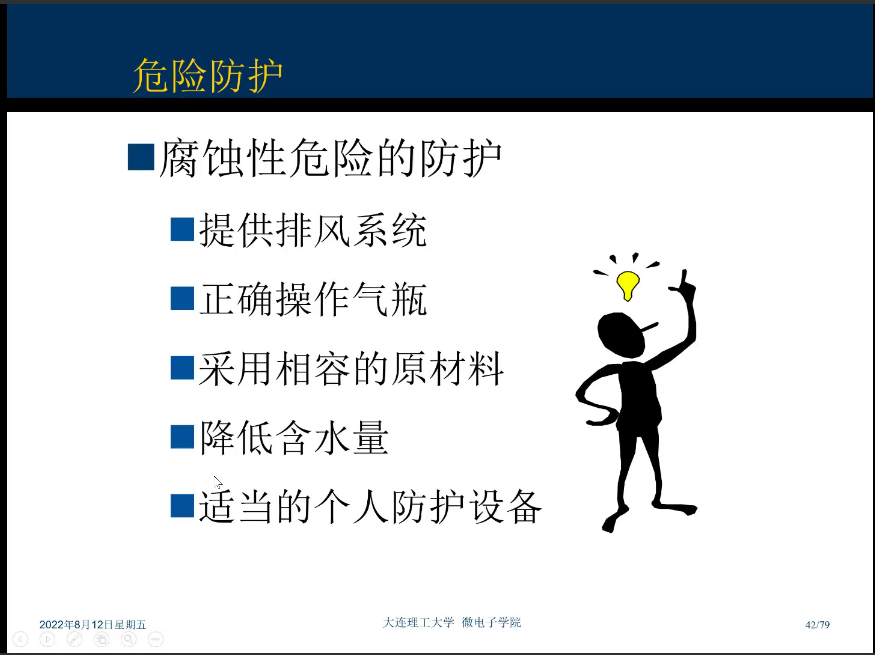 危险防护
腐蚀性危险的防护
提供排风系统
正确操作气瓶
采用相容的原材料
降低含水量
适当的个人防护设备
2022年8月12日星期五
大连理工大学 微电子学院
42/79